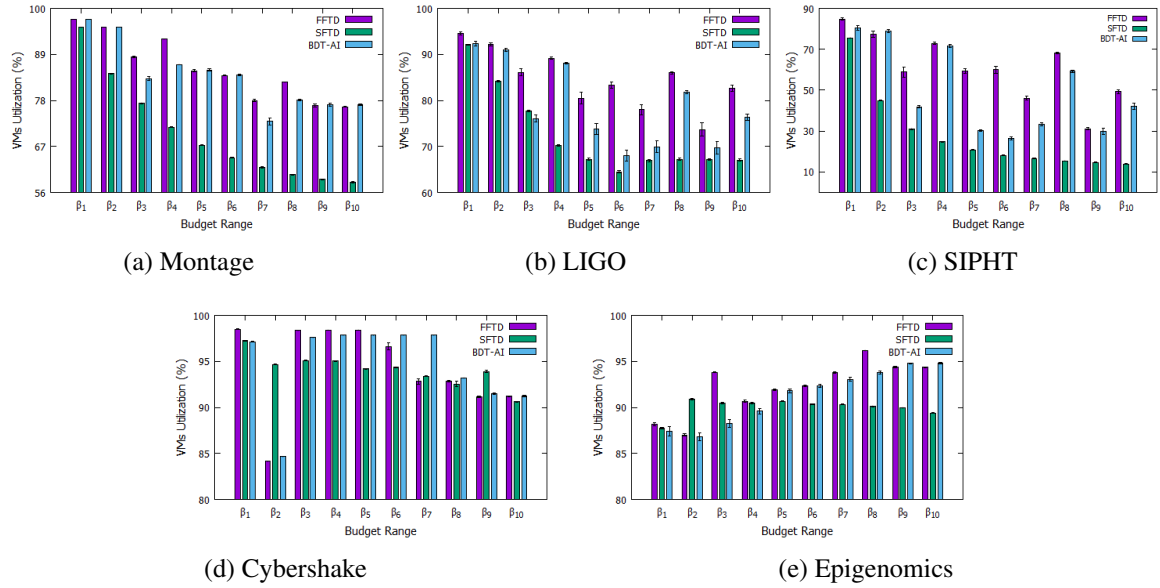 100
89
78
67
56
VMs Utilization (%)
FFTD
SFTD
BDT-AI
β1 β2 β3 β4 β5 β6 β7 β8 β9 β10
Budget Range
(a) Montage
100
90
80
70
60
VMs Utilization (%)
FFTD
SFTD
BDT-AI
β1 β2 β3 β4 β5 β6 β7 β8 β9 β10
Budget Range
(b) LIGO
90
70
50
30
10
VMs Utilization (%)
FFTD
SFTD
BDT-AI
β1 β2 β3 β4 β5 β6 β7 β8 β9 β10
Budget Range
(c) SIPHT
100
95
90
85
80
VMs Utilization (%)
FFTD
SFTD
BDT-AI
β1 β2 β3 β4 β5 β6 β7 β8 β9 β10
Budget Range
(d) Cybershake
100
95
90
85
80
VMs Utilization (%)
FFTD
SFTD
BDT-AI
β1 β2 β3 β4 β5 β6 β7 β8 β9 β10
Budget Range
(e) Epigenomics